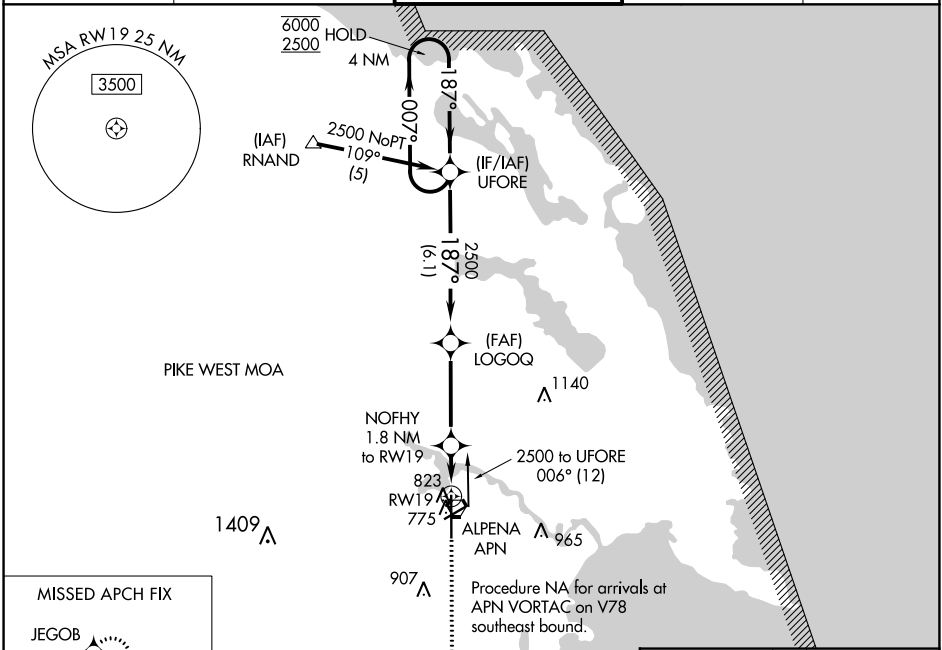 MSA RW19 25 NM
3500
6000
2500
HOLD
4 NM
187°
007°
(IAF)
RNAND
2500 NoPT
109°
(5)
(IF/IAF)
UFORE
2500
187°
(6.1)
(FAF)
LOGOQ
PIKE WEST MOA
1140
NOFHY
1.8 NM
to RW19
2500 to UFORE
006° (12)
823
RW19
775
ALPENA
APN
1409
965
907
Procedure NA for arrivals at
APN VORTAC on V78
southeast bound.
MISSED APCH FIX
JEGOB